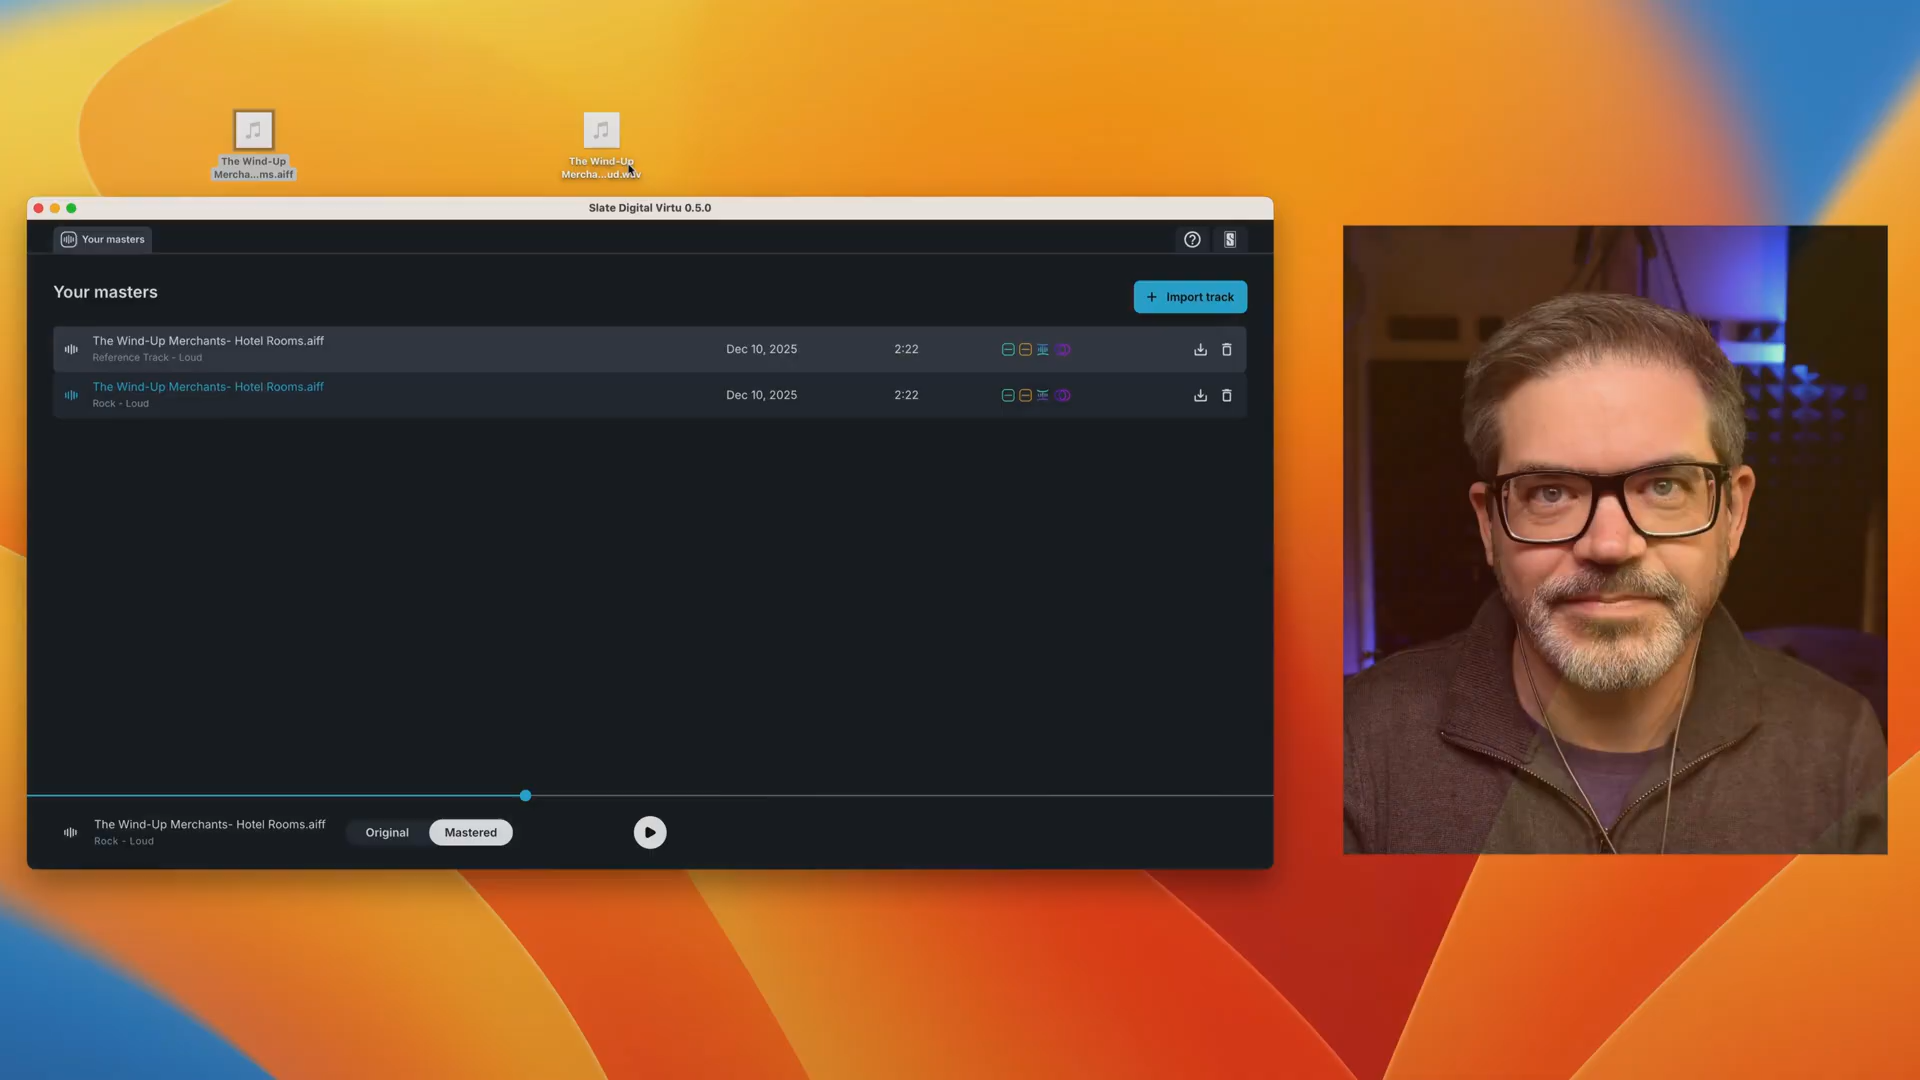 The Wind-Up
Mercha...ms.aiff
The Wind-Up
Mercha...ud.wav
Slate Digital Virtu 0.5.0
Your masters
Your masters
+ Import track
The Wind-Up Merchants- Hotel Rooms.aiff
Reference Track - Loud
Dec 10, 2025
2:22
The Wind-Up Merchants- Hotel Rooms.aiff
Rock - Loud
Dec 10, 2025
2:22
The Wind-Up Merchants- Hotel Rooms.aiff
Rock - Loud
Original
Mastered